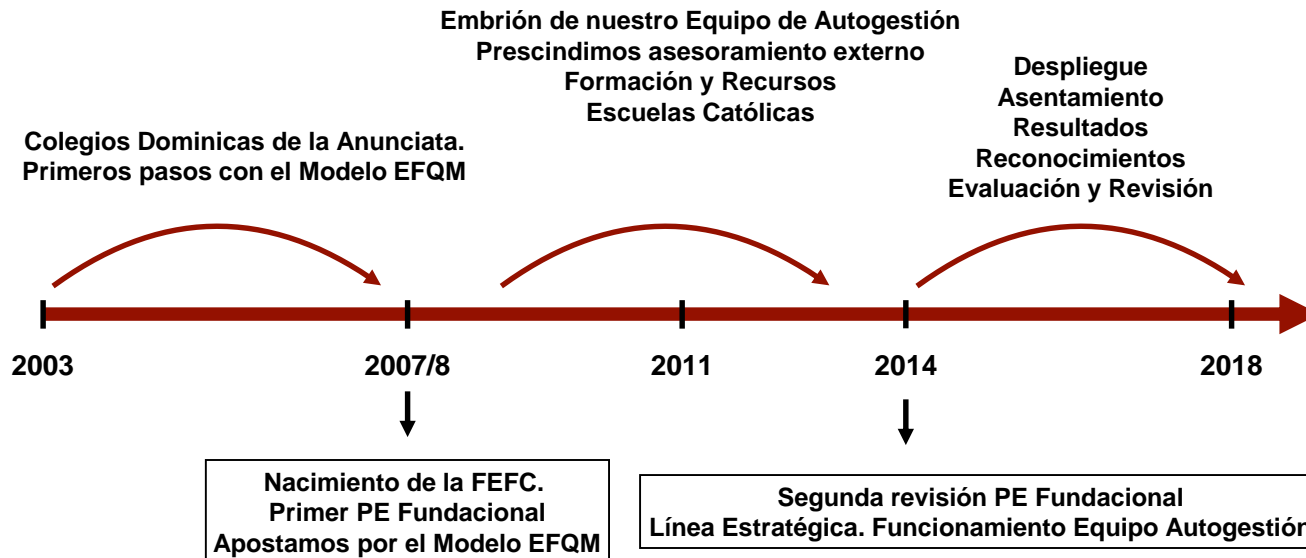 Embrión de nuestro Equipo de Autogestión
Prescindimos asesoramiento externo
Formación y Recursos
Escuelas Católicas
Despliegue
Asentamiento
Resultados
Reconocimientos
Evaluación y Revisión
Colegios Dominicas de la Anunciata.
Primeros pasos con el Modelo EFQM
2003
2007/8
2011
2014
2018
Nacimiento de la FEFC.
Primer PE Fundacional
Apostamos por el Modelo EFQM
Segunda revisión PE Fundacional
Línea Estratégica. Funcionamiento Equipo Autogestión